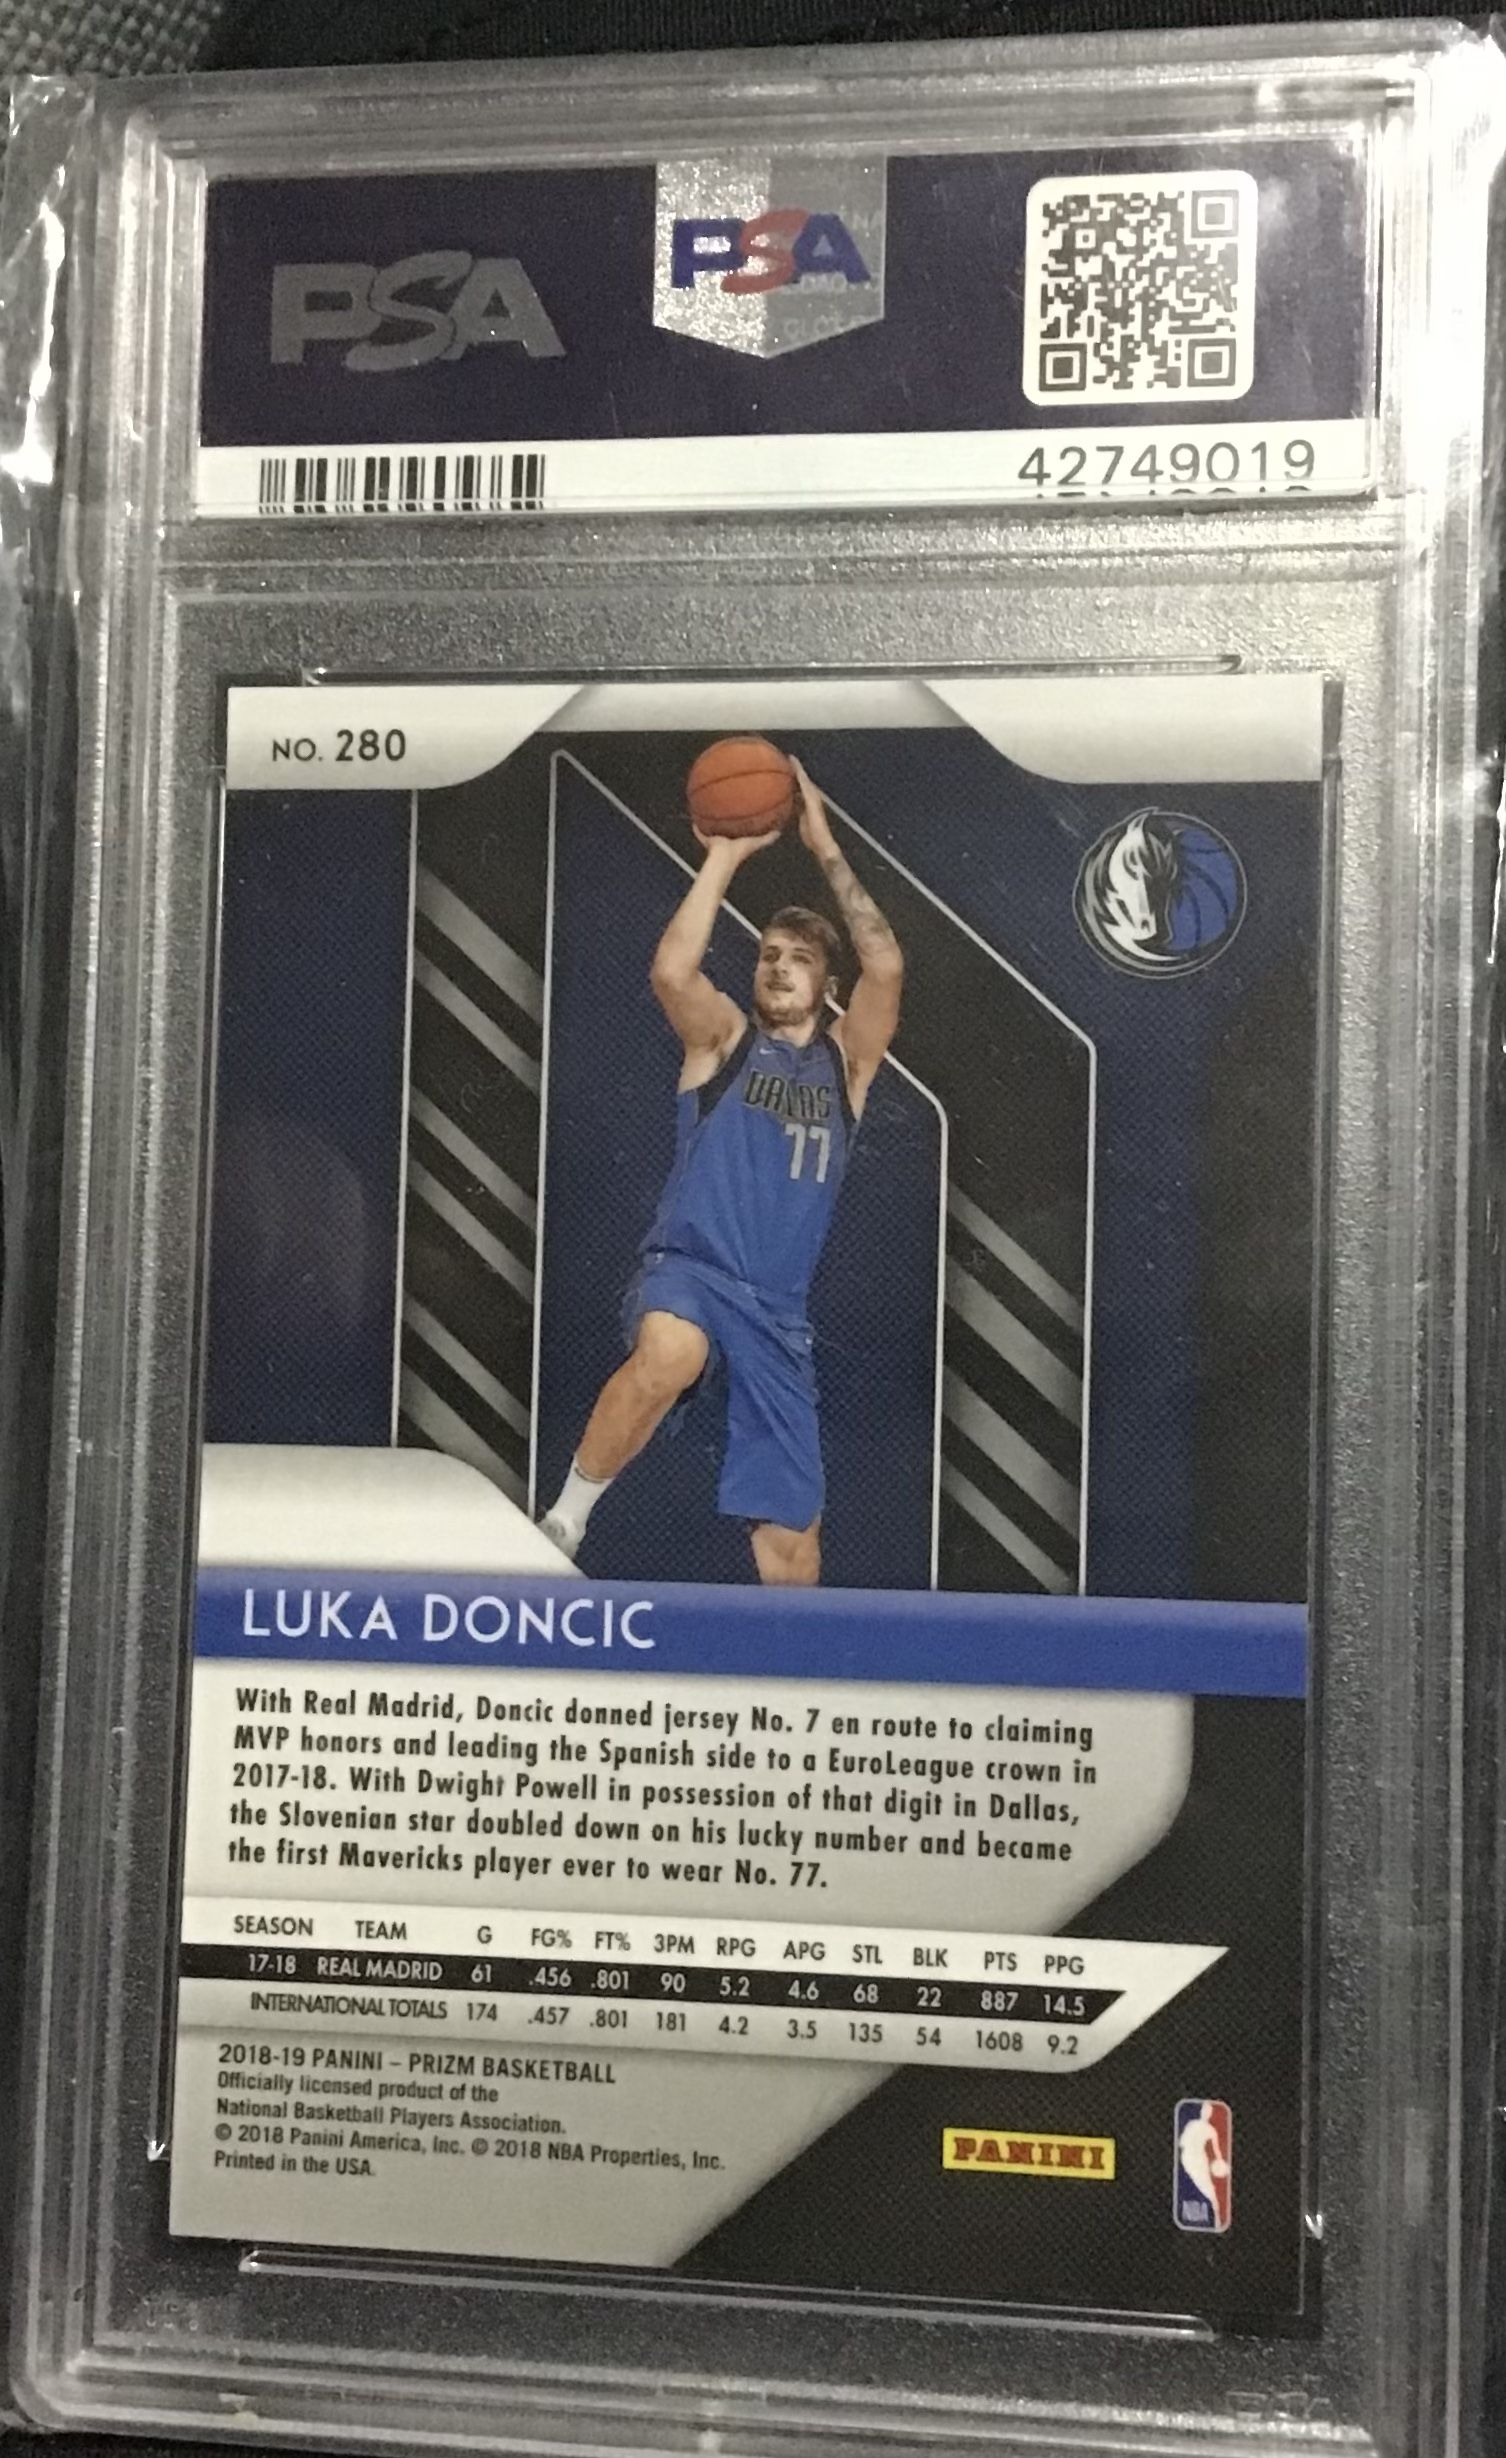 PSA
PSA
42749019
NO. 280
DALLAS
77
LUKA DONCIC
With Real Madrid, Doncic donned jersey No. 7 en route to claiming
MVP honors and leading the Spanish side to a EuroLeague crown in
2017-18. With Dwight Powell in possession of that digit in Dallas,
the Slovenian star doubled down on his lucky number and became
the first Mavericks player ever to wear No. 77.
SEASON TEAM G FG% FT% 3PM RPG APG STL BLK PTS PPG
17-18 REAL MADRID 61 .456 .801 90 5.2 4.6 68 22 887 14.5
INTERNATIONAL TOTALS 174 .457 .801 181 4.2 3.5 135 54 1608 9.2
2018-19 PANINI – PRIZM BASKETBALL
Officially licensed product of the
National Basketball Players Association.
© 2018 Panini America, Inc. © 2018 NBA Properties, Inc.
Printed in the USA.
PANINI
NBA